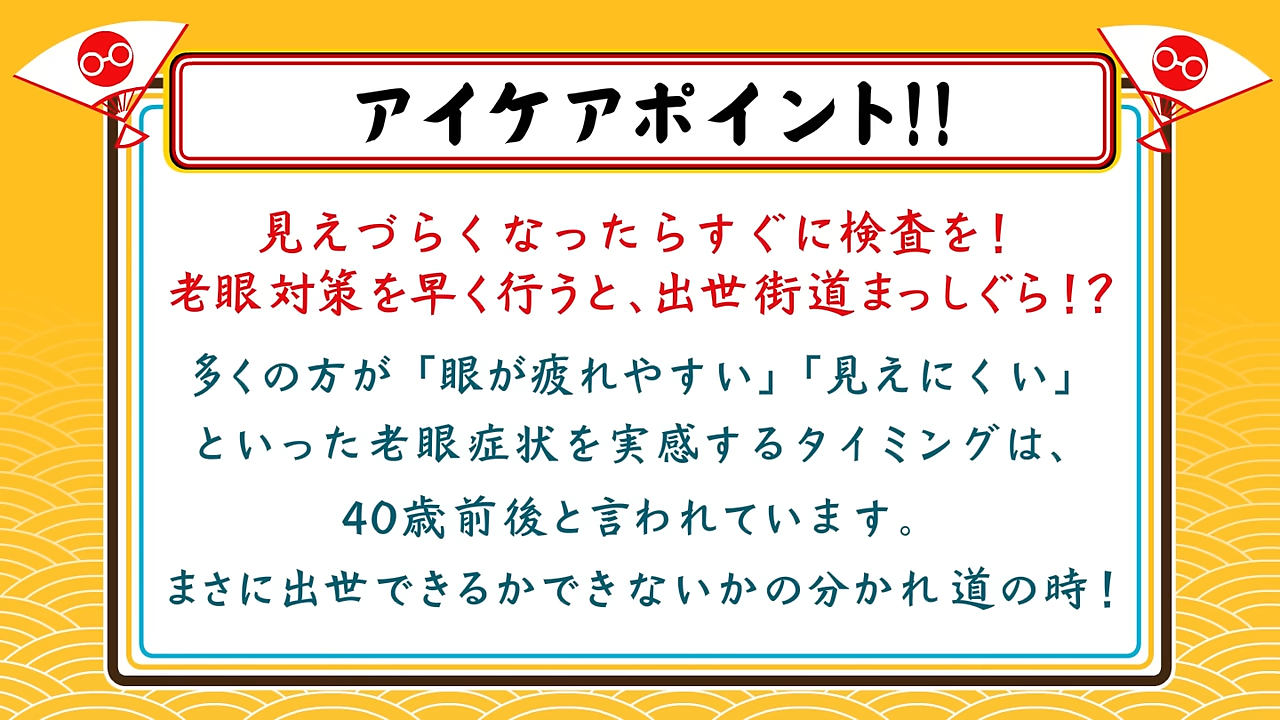 アイケアポイント!!
見えづらくなったらすぐに検査を！
老眼対策を早く行うと、出世街道まっしぐら！？
多くの方が「眼が疲れやすい」「見えにくい」
といった老眼症状を実感するタイミングは、
40歳前後と言われています。
まさに出世できるかできないかの分かれ道の時！